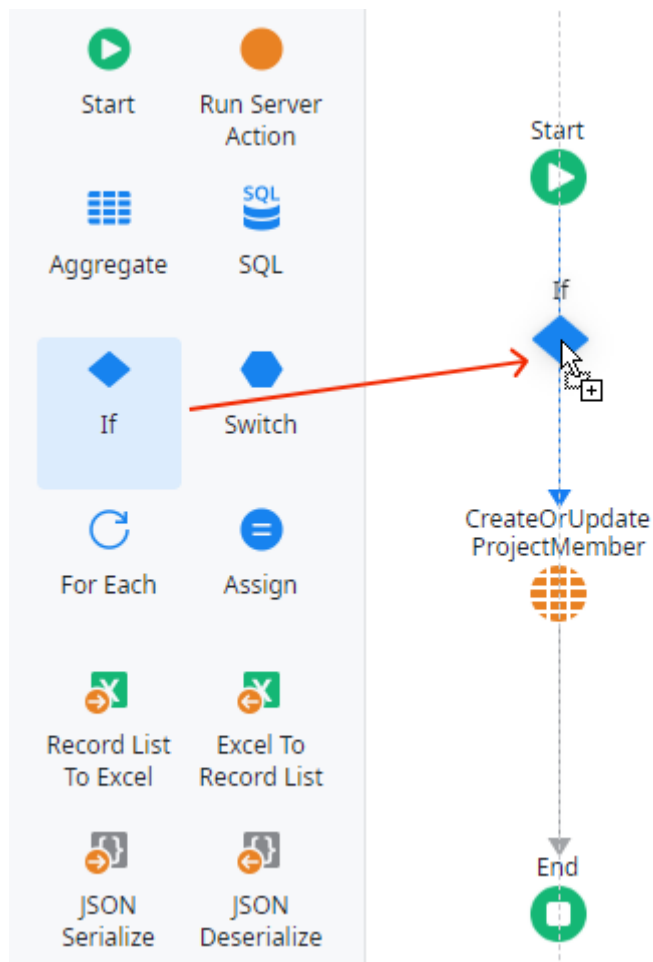 Start
Run Server
Action
Aggregate
SQL
SQL
If
Switch
For Each
Assign
Record List
To Excel
X
Excel To
Record List
X
JSON
Serialize
{}
JSON
Deserialize
{}
Start
If
CreateOrUpdate
ProjectMember
End